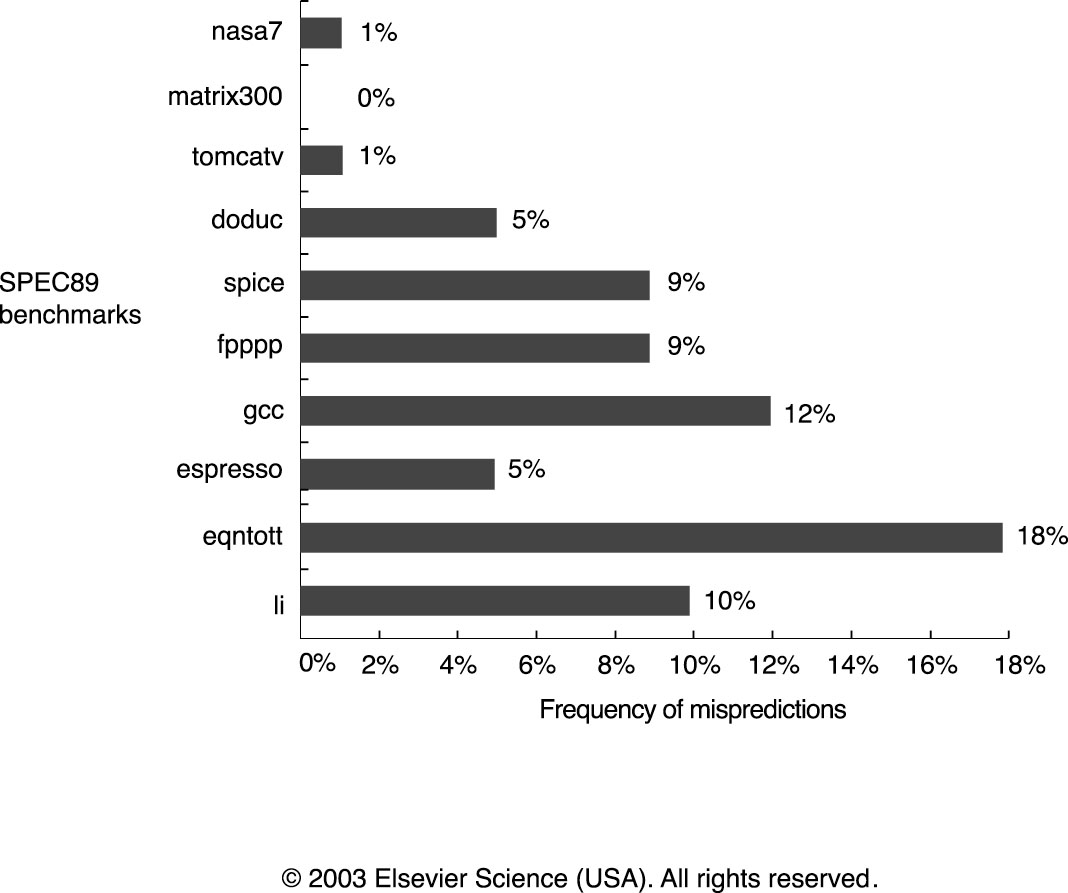 nasa7 1%
matrix300 0%
tomcatv 1%
doduc 5%
SPEC89
benchmarks
spice 9%
fpppp 9%
gcc 12%
espresso 5%
eqntott 18%
li 10%
0% 2% 4% 6% 8% 10% 12% 14% 16% 18%
Frequency of mispredictions
© 2003 Elsevier Science (USA). All rights reserved.